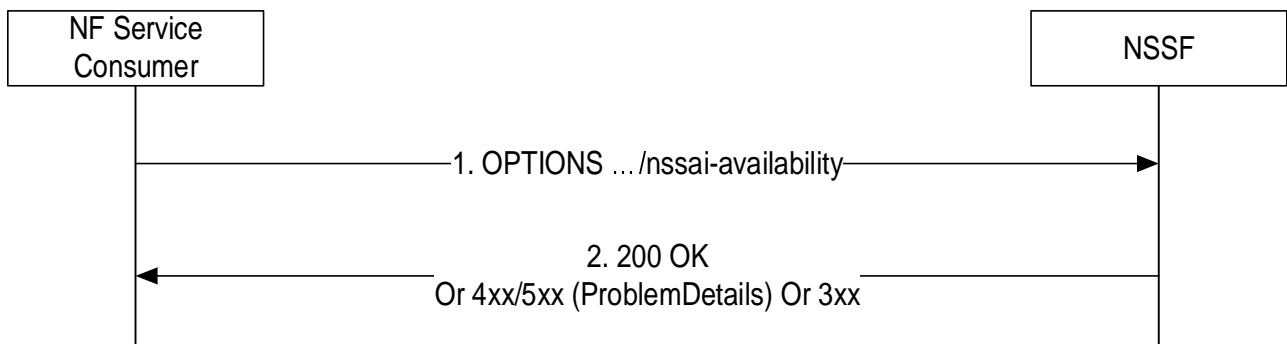 NF Service
Consumer
NSSF
1. OPTIONS …/nssai-availability
2. 200 OK
Or 4xx/5xx (ProblemDetails) Or 3xx